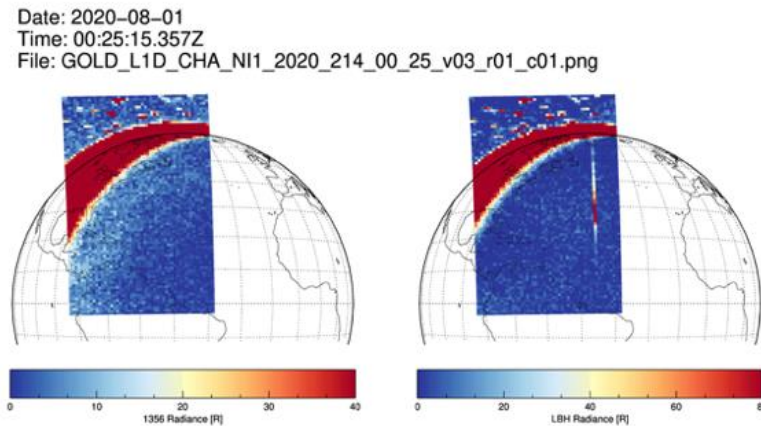 Date: 2020-08-01
Time: 00:25:15.357Z
File: GOLD_L1D_CHA_NI1_2020_214_00_25_v03_r01_c01.png
0 10 20 30 40
1356 Radiance [R]
0 20 40 60 8
LBH Radiance [R]